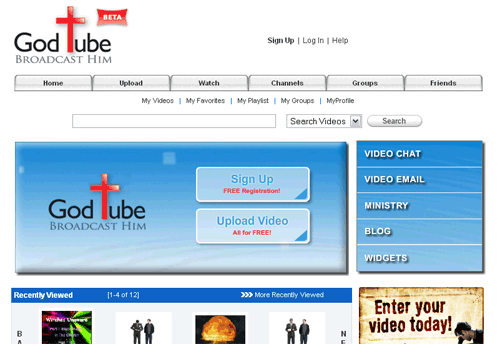 God Tube
BETA
BROADCAST HIM
Sign Up | Log In | Help
Home Upload Watch Channels Groups Friends
My Videos | My Favorites | My Playlist | My Groups | MyProfile
Search Videos Search
God Tube
BROADCAST HIM
Sign Up
FREE Registration!
Upload Video
All for FREE!
VIDEO CHAT
VIDEO EMAIL
MINISTRY
BLOG
WIDGETS
Recently Viewed [1-4 of 12] More Recently Viewed
B
A
N
E
Enter your
video today!